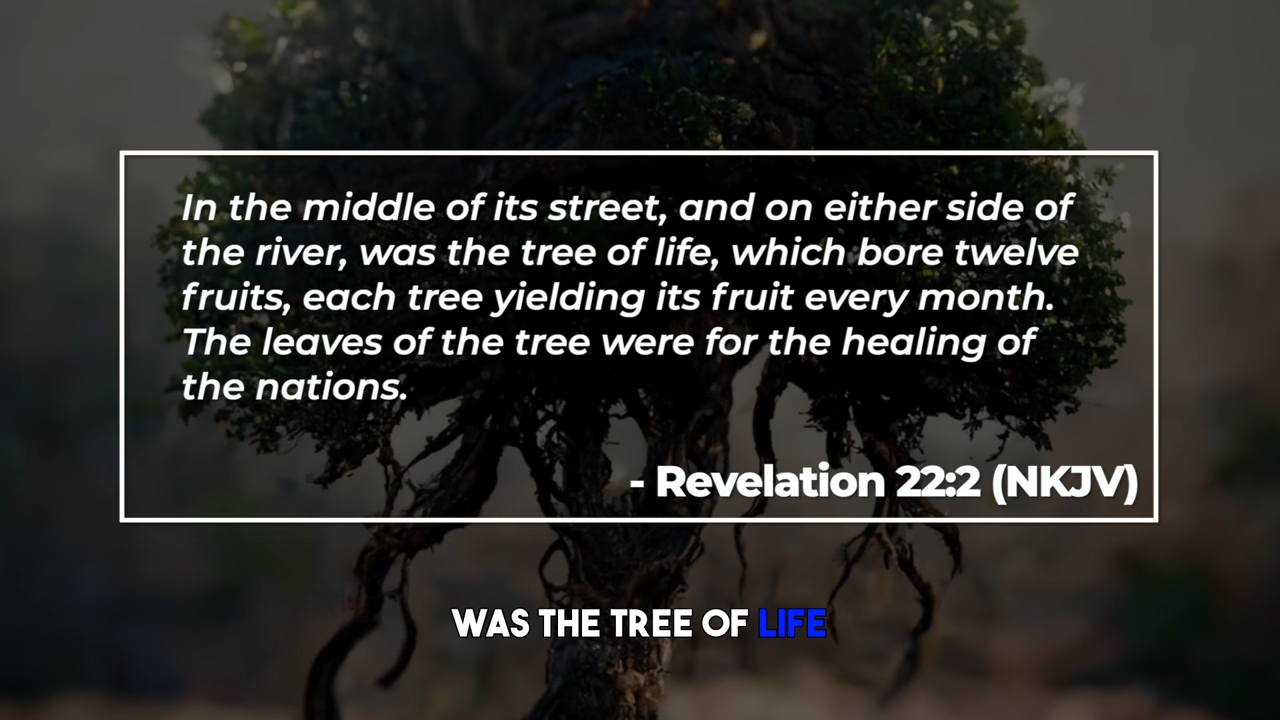 In the middle of its street, and on either side of
the river, was the tree of life, which bore twelve
fruits, each tree yielding its fruit every month.
The leaves of the tree were for the healing of
the nations.
- Revelation 22:2 (NKJV)
WAS THE TREE OF LIFE